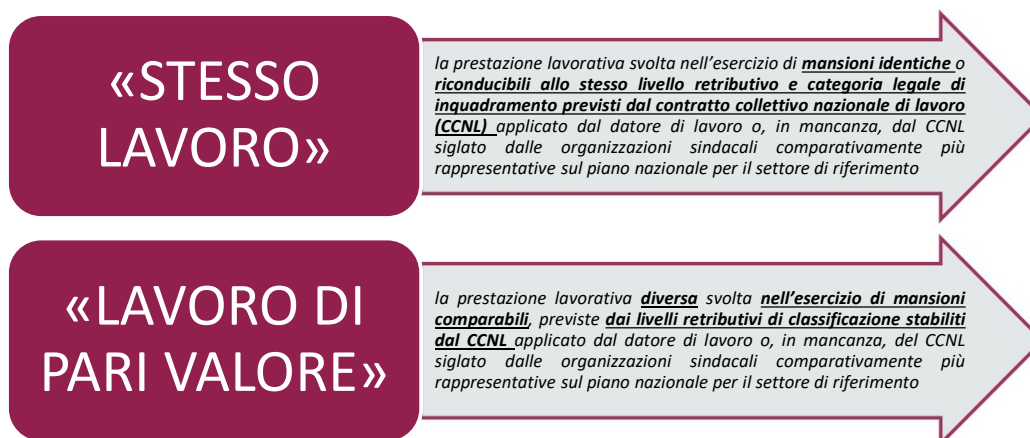 «STESSO
LAVORO»
la prestazione lavorativa svolta nell’esercizio di mansioni identiche o
riconducibili allo stesso livello retributivo e categoria legale di
inquadramento previsti dal contratto collettivo nazionale di lavoro
(CCNL) applicato dal datore di lavoro o, in mancanza, dal CCNL
siglato dalle organizzazioni sindacali comparativamente più
rappresentative sul piano nazionale per il settore di riferimento
«LAVORO DI
PARI VALORE»
la prestazione lavorativa diversa svolta nell’esercizio di mansioni
comparabili, previste dai livelli retributivi di classificazione stabiliti
dal CCNL applicato dal datore di lavoro o, in mancanza, del CCNL
siglato dalle organizzazioni sindacali comparativamente più
rappresentative sul piano nazionale per il settore di riferimento